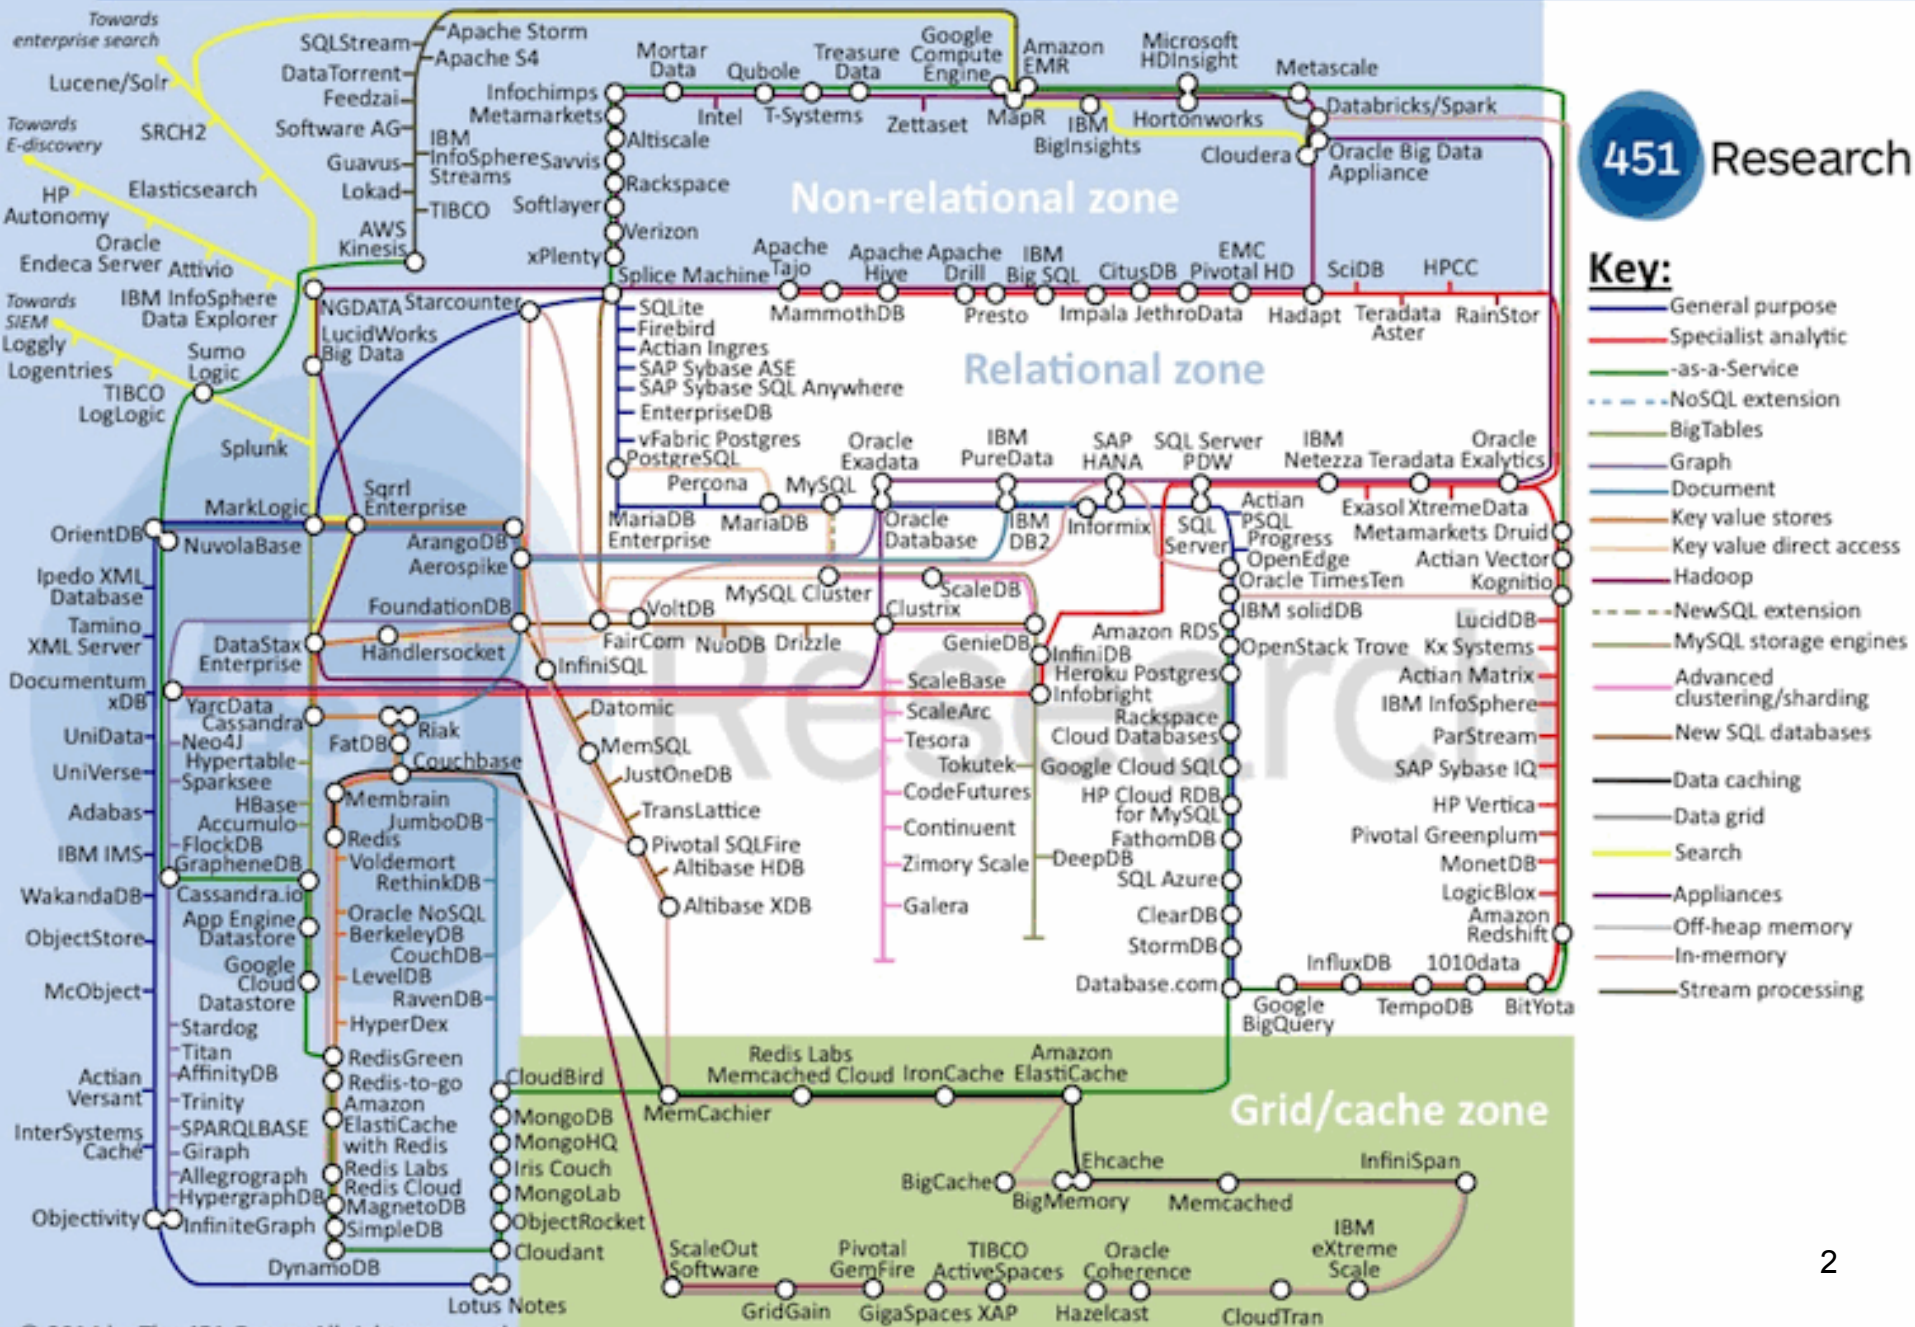 Towards
enterprise search
Lucene/Solr
SRCH2
Towards
E-discovery
HP
Autonomy
Elasticsearch
Oracle
Endeca Server
Attivio
IBM InfoSphere
Data Explorer
Towards
SIEM
Loggly
Logentries
TIBCO
LogLogic
Sumo
Logic
Splunk
SQLStream
DataTorrent
Feedzai
Software AG
Guavus
Lokad
AWS
Kinesis
Apache Storm
Apache S4
IBM
InfoSphere
Streams
TIBCO
Infochimps
Metamarkets
Altiscale
Savvis
Rackspace
Softlayer
Verizon
xPlenty
Splice Machine
Mortar
Data
Intel
Qubole
T-Systems
Treasure
Data
Zettaset
Google
Compute
Engine
MapR
Amazon
EMR
IBM
BigInsights
Microsoft
HDInsight
Hortonworks
Metascale
Databricks/Spark
Cloudera
Oracle Big Data
Appliance
Non-relational zone
Apache
Tajo
MammothDB
Apache
Hive
Apache
Drill
Presto
IBM
Big SQL
Impala
CitusDB
JethroData
EMC
Pivotal HD
Hadapt
SciDB
Teradata
Aster
HPCC
RainStor
Relational zone
NGDATA
Starcounter
LucidWorks
Big Data
SQLite
Firebird
Actian Ingres
SAP Sybase ASE
SAP Sybase SQL Anywhere
EnterpriseDB
vFabric Postgres
PostgreSQL
Percona
MySQL
MariaDB
Enterprise
MariaDB
Oracle
Exadata
Oracle
Database
IBM
PureData
IBM
DB2
SAP
HANA
Informix
SQL Server
PDW
SQL
Server
IBM
Netezza
Teradata
Oracle
Exalytics
Exasol
XtremeData
Actian
PSQL
Progress
OpenEdge
Oracle TimesTen
IBM solidDB
OpenStack Trove
Metamarkets Druid
Actian Vector
Kognitio
LucidDB
Kx Systems
Actian Matrix
IBM InfoSphere
ParStream
SAP Sybase IQ
HP Vertica
Pivotal Greenplum
MonetDB
LogicBlox
Amazon
Redshift
BitYota
1010data
TempoDB
InfluxDB
Google
BigQuery
MarkLogic
Sqrrl
Enterprise
OrientDB
NuvolaBase
ArangoDB
Aerospike
Ipedo XML
Database
Tamino
XML Server
Documentum
xDB
UniData
UniVerse
Adabas
IBM IMS
WakandaDB
ObjectStore
McObject
Actian
Versant
InterSystems
Caché
Objectivity
FoundationDB
DataStax
Enterprise
Handlersocket
YarcData
Cassandra
Neo4J
Hypertable
Sparksee
HBase
Accumulo
FlockDB
GrapheneDB
Cassandra.io
App Engine
Datastore
Google
Cloud
Datastore
Stardog
Titan
AffinityDB
Trinity
SPARQLBASE
Giraph
Allegrograph
HypergraphDB
InfiniteGraph
FatDB
Riak
Couchbase
Membrain
JumboDB
Redis
Voldemort
RethinkDB
Oracle NoSQL
BerkeleyDB
CouchDB
LevelDB
RavenDB
HyperDex
RedisGreen
Redis-to-go
Amazon
ElastiCache
with Redis
Redis Labs
Redis Cloud
MagnetoDB
SimpleDB
DynamoDB
CloudBird
MongoDB
MongoHQ
Iris Couch
MongoLab
ObjectRocket
Cloudant
Lotus Notes
MySQL Cluster
ScaleDB
VoltDB
FairCom
NuoDB
Drizzle
Clustrix
GenieDB
InfiniSQL
Datomic
MemSQL
JustOneDB
TransLattice
Pivotal SQLFire
Altibase HDB
Altibase XDB
ScaleBase
ScaleArc
Tesora
CodeFutures
Continuent
Zimory Scale
Galera
Tokutek
DeepDB
InfiniDB
Infobright
Amazon RDS
Heroku Postgres
Rackspace
Cloud Databases
Google Cloud SQL
HP Cloud RDB
for MySQL
FathomDB
SQL Azure
ClearDB
StormDB
Database.com
Research
Grid/cache zone
MemCachier
Redis Labs
Memcached Cloud
IronCache
Amazon
ElastiCache
BigCache
Ehcache
BigMemory
Memcached
InfiniSpan
ScaleOut
Software
GridGain
Pivotal
GemFire
GigaSpaces XAP
TIBCO
ActiveSpaces
Hazelcast
Oracle
Coherence
CloudTran
IBM
eXtreme
Scale
451 Research
Key:
General purpose
Specialist analytic
-as-a-Service
NoSQL extension
BigTables
Graph
Document
Key value stores
Key value direct access
Hadoop
NewSQL extension
MySQL storage engines
Advanced
clustering/sharding
New SQL databases
Data caching
Data grid
Search
Appliances
Off-heap memory
In-memory
Stream processing
2